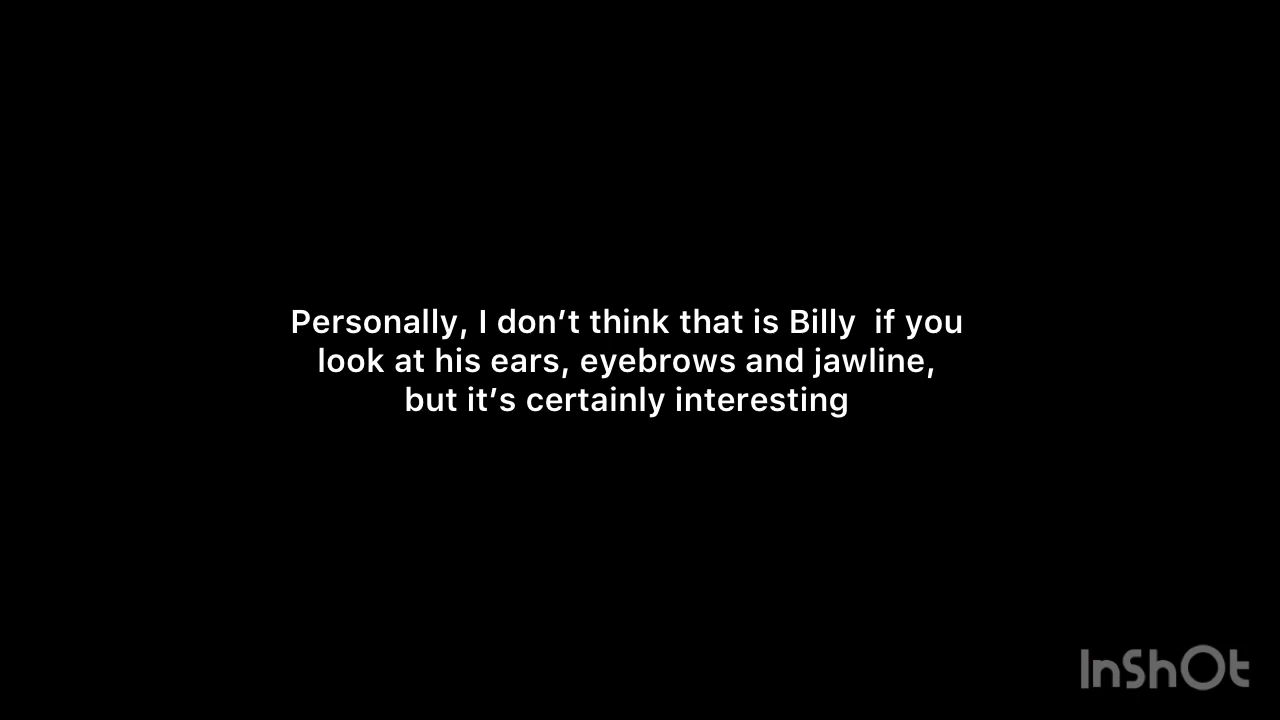 Personally, I don’t think that is Billy  if you
look at his ears, eyebrows and jawline,
but it’s certainly interesting
InShOt